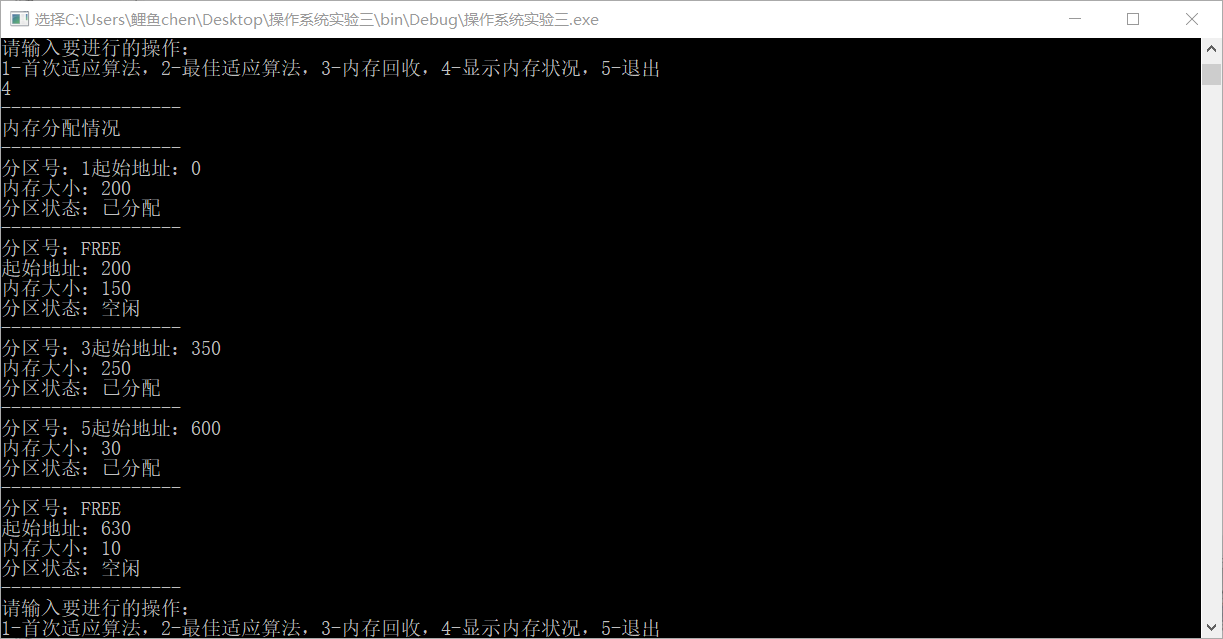 选择C:\Users\鲤鱼chen\Desktop\操作系统实验三\bin\Debug\操作系统实验三.exe
请输入要进行的操作：
1-首次适应算法，2-最佳适应算法，3-内存回收，4-显示内存状况，5-退出
4
------------------
内存分配情况
------------------
分区号：1起始地址：0
内存大小：200
分区状态：已分配
------------------
分区号：FREE
起始地址：200
内存大小：150
分区状态：空闲
------------------
分区号：3起始地址：350
内存大小：250
分区状态：已分配
------------------
分区号：5起始地址：600
内存大小：30
分区状态：已分配
------------------
分区号：FREE
起始地址：630
内存大小：10
分区状态：空闲
------------------
请输入要进行的操作：
1-首次适应算法，2-最佳适应算法，3-内存回收，4-显示内存状况，5-退出